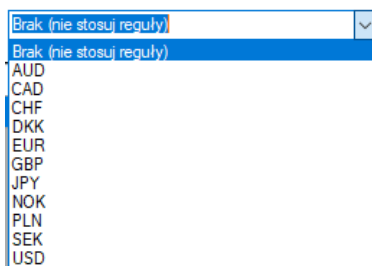 Brak (nie stosuj reguły)
Brak (nie stosuj reguły)
AUD
CAD
CHF
DKK
EUR
GBP
JPY
NOK
PLN
SEK
USD